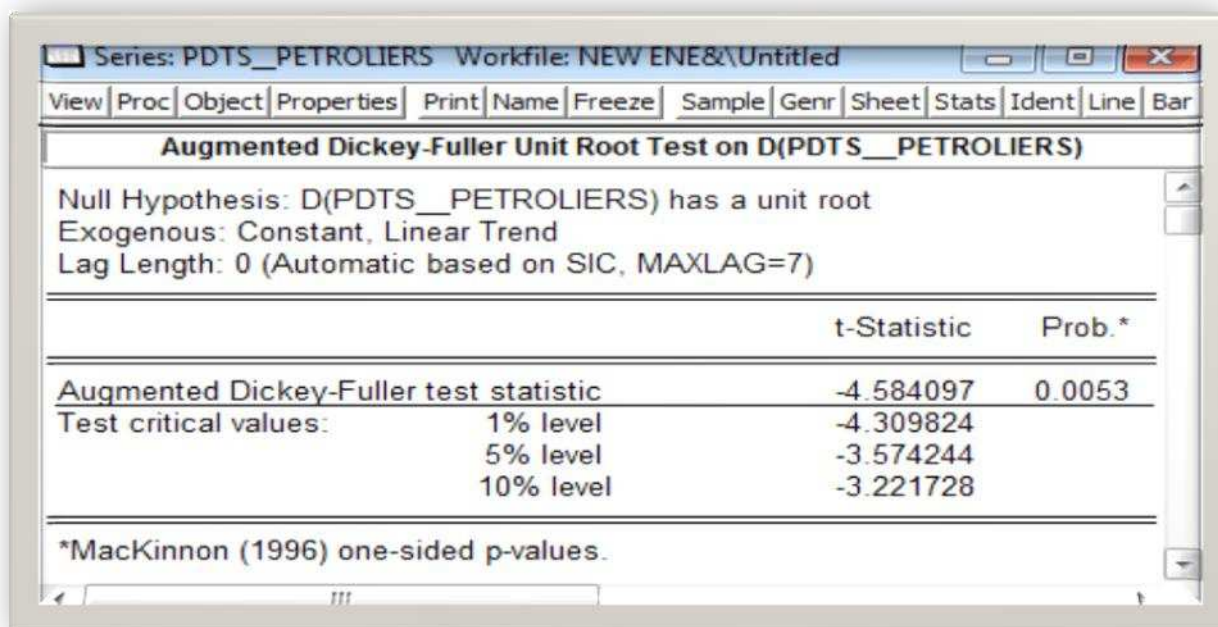 Series: PDTS__PETROLIERS Workfile: NEW ENE&\Untitled
View Proc Object Properties Print Name Freeze Sample Genr Sheet Stats Ident Line Bar
Augmented Dickey-Fuller Unit Root Test on D(PDTS__PETROLIERS)
Null Hypothesis: D(PDTS__PETROLIERS) has a unit root
Exogenous: Constant, Linear Trend
Lag Length: 0 (Automatic based on SIC, MAXLAG=7)
t-Statistic Prob.*
Augmented Dickey-Fuller test statistic -4.584097 0.0053
Test critical values: 1% level -4.309824
5% level -3.574244
10% level -3.221728
*MacKinnon (1996) one-sided p-values.